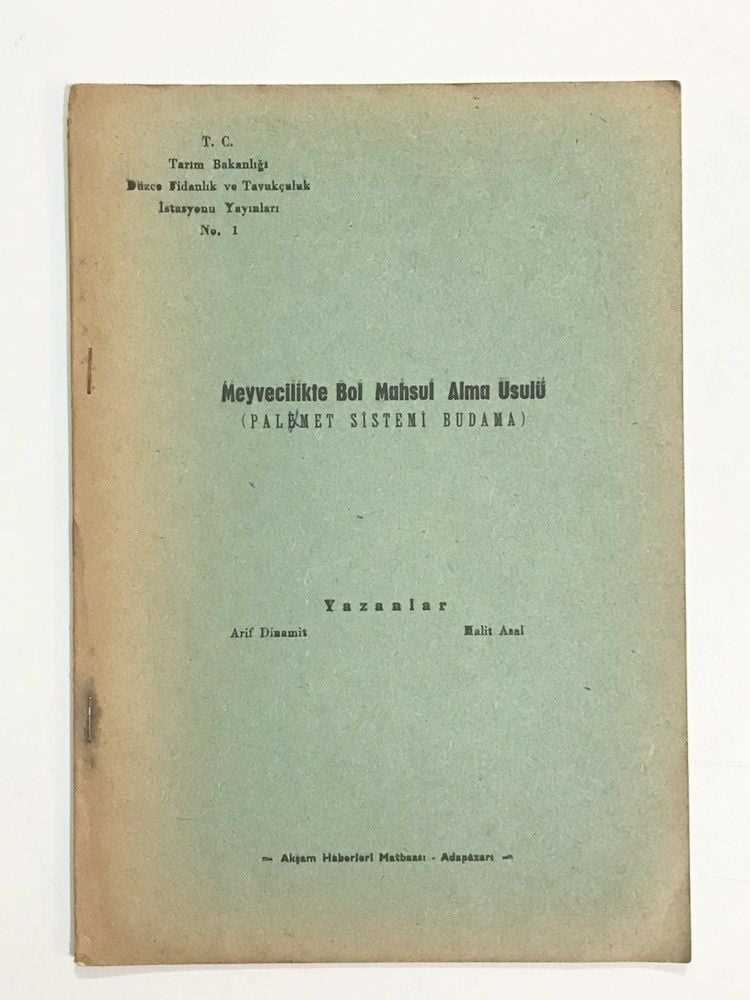 T. C.
Tarım Bakanlığı
Düzce Fidanlık ve Tavukçuluk
İstasyonu Yayınları
No. 1
Meyvecilikte Bol Mahsul Alma Usulü
(PALEMET SİSTEMİ BUDAMA)
Yazanlar
Arif Dinamit Halit Asal
Akşam Haberleri Matbaası - Adapazarı